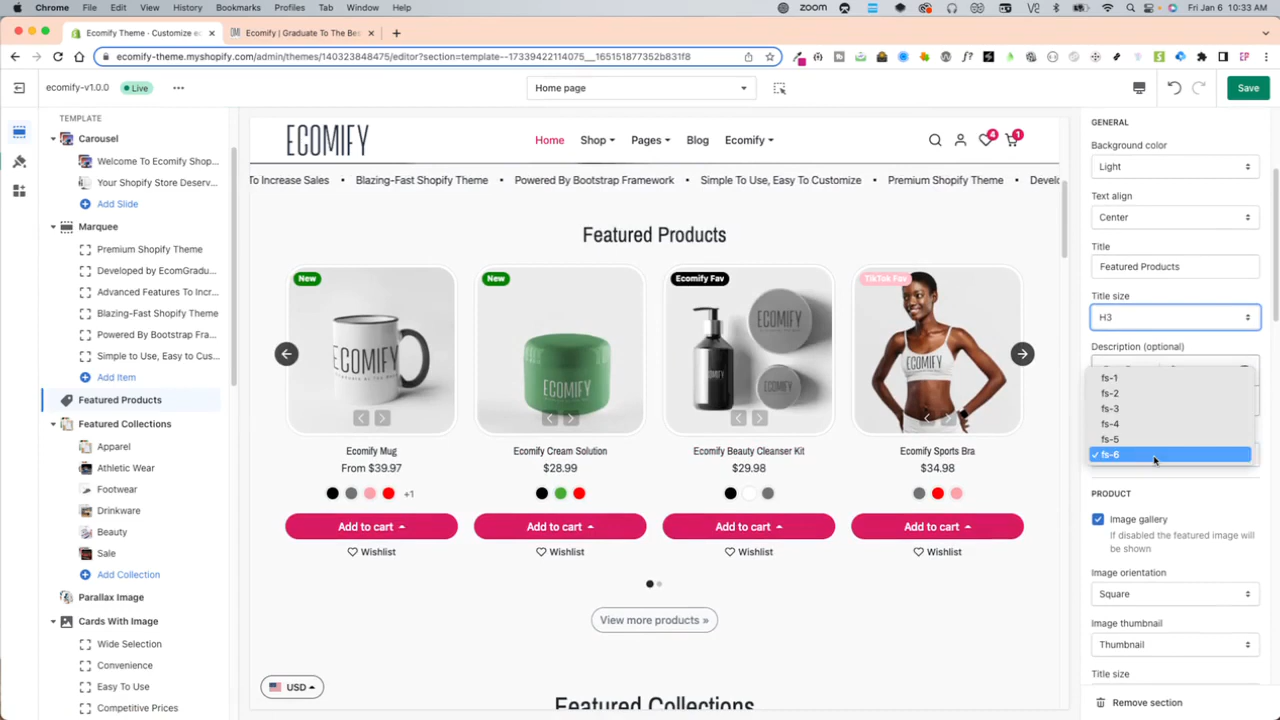 Chrome File Edit View History Bookmarks Profiles Tab Window Help
zoom
Fri Jan 6 10:33 AM
Ecomify Theme - Customize ec
Ecomify | Graduate To The Be
ecomify-theme.myshopify.com/admin/themes/140323848475/editor?section=template--17339422114075__165151877352b831f8
ecomify-v1.0.0
Live
Home page
Save
TEMPLATE
Carousel
Welcome To Ecomify Shop...
Your Shopify Store Deserv...
Add Slide
Marquee
Premium Shopify Theme
Developed by EcomGradu...
Advanced Features To Incr...
Blazing-Fast Shopify Theme
Powered By Bootstrap Fra...
Simple to Use, Easy to Cus...
Add Item
Featured Products
Featured Collections
Apparel
Athletic Wear
Footwear
Drinkware
Beauty
Sale
Add Collection
Parallax Image
Cards With Image
Wide Selection
Convenience
Easy To Use
Competitive Prices
ECOMIFY
Home Shop Pages Blog Ecomify
4 1
To Increase Sales • Blazing-Fast Shopify Theme • Powered By Bootstrap Framework • Simple To Use, Easy To Customize • Premium Shopify Theme • Develo
Featured Products
New
New
Ecomify Fav
TikTok Fav
ECOMIFY
ECOMIFY
ECOMIFY
ECOMIFY
ECOMIFY
ECOMIFY
Ecomify Mug
From $39.97
+1
Add to cart
Wishlist
Ecomify Cream Solution
$28.99
Add to cart
Wishlist
Ecomify Beauty Cleanser Kit
$29.98
Add to cart
Wishlist
Ecomify Sports Bra
$34.98
Add to cart
Wishlist
View more products »
USD
Featured Collections
GENERAL
Background color
Light
Text align
Center
Title
Featured Products
Title size
H3
Description (optional)
fs-1
fs-2
fs-3
fs-4
fs-5
✓ fs-6
PRODUCT
Image gallery
If disabled the featured image will
be shown
Image orientation
Square
Image thumbnail
Thumbnail
Title size
Remove section